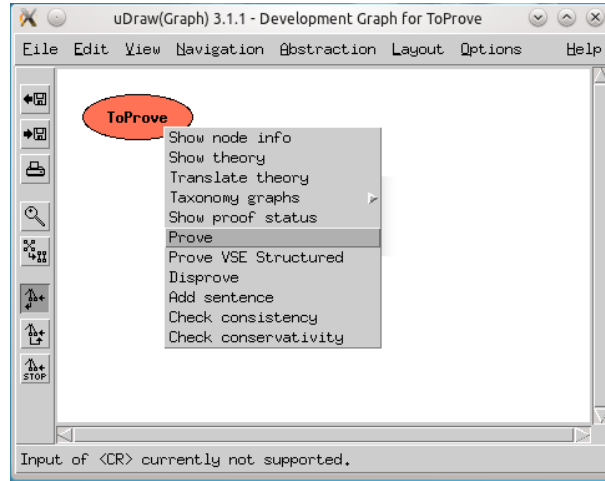 uDraw(Graph) 3.1.1 - Development Graph for ToProve
File Edit View Navigation Abstraction Layout Options Help
ToProve
Show node info
Show theory
Translate theory
Taxonomy graphs
Show proof status
Prove
Prove VSE Structured
Disprove
Add sentence
Check consistency
Check conservativity
STOP
Input of <CR> currently not supported.